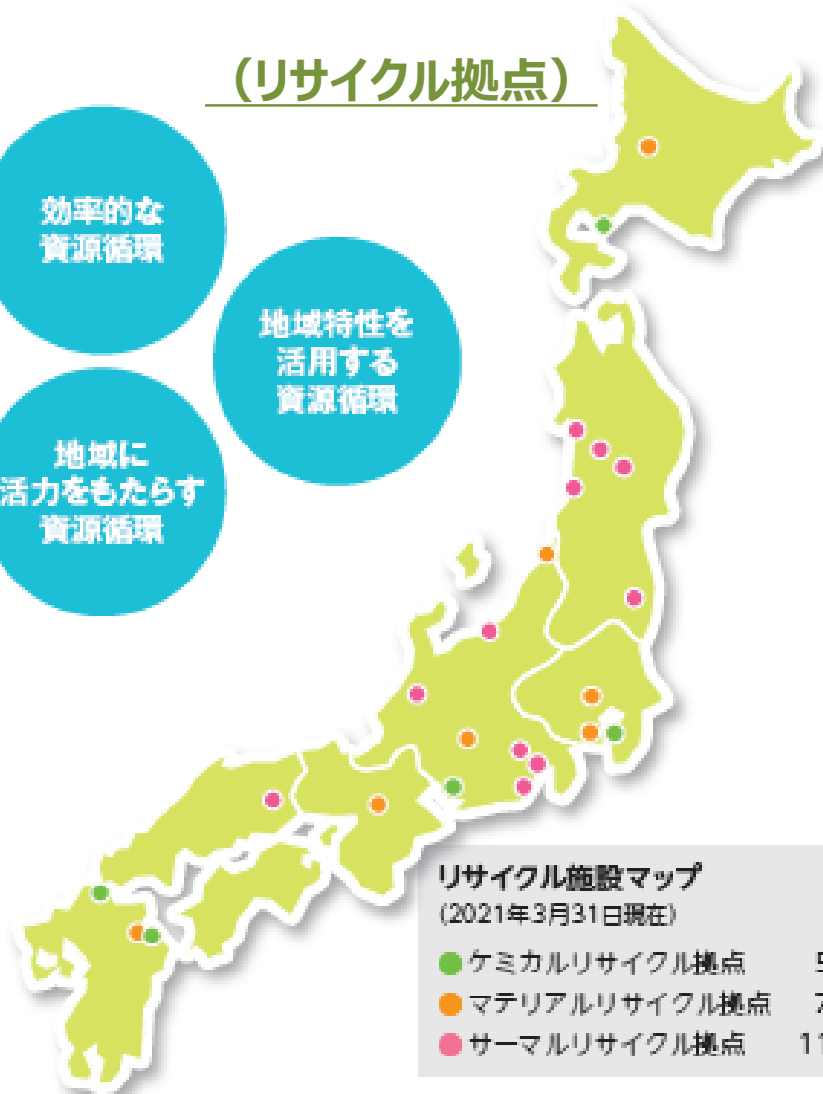 （リサイクル拠点）
効率的な
資源循環
地域特性を
活用する
資源循環
地域に
活力をもたらす
資源循環
リサイクル施設マップ
(2021年3月31日現在)
ケミカルリサイクル拠点 5
マテリアルリサイクル拠点 7
サーマルリサイクル拠点 11